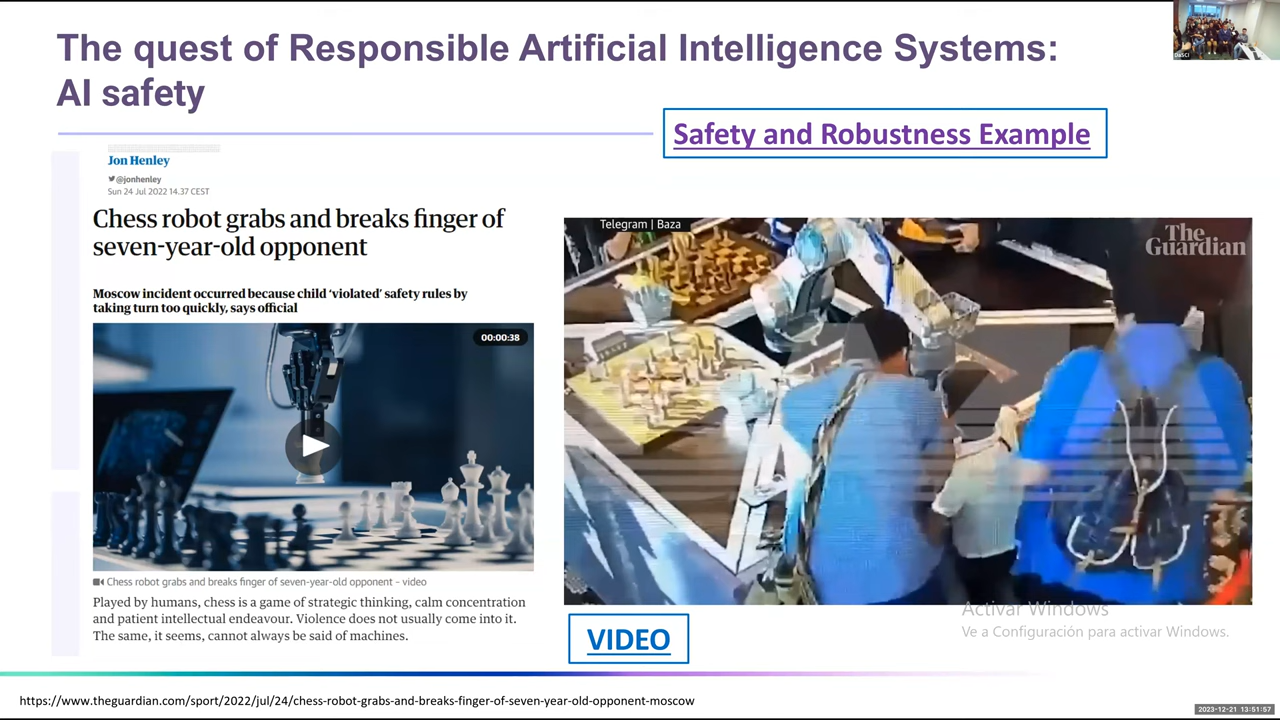 The quest of Responsible Artificial Intelligence Systems:
AI safety
DaSCI
Safety and Robustness Example
Jon Henley
@jonhenley
Sun 24 Jul 2022 14.37 CEST
Chess robot grabs and breaks finger of
seven-year-old opponent
Moscow incident occurred because child ‘violated’ safety rules by
taking turn too quickly, says official
00:00:38
Chess robot grabs and breaks finger of seven-year-old opponent – video
Played by humans, chess is a game of strategic thinking, calm concentration
and patient intellectual endeavour. Violence does not usually come into it.
The same, it seems, cannot always be said of machines.
Telegram | Baza
The
Guardian
VIDEO
Activar Windows
Ve a Configuración para activar Windows.
https://www.theguardian.com/sport/2022/jul/24/chess-robot-grabs-and-breaks-finger-of-seven-year-old-opponent-moscow
2023-12-21 13:51:57